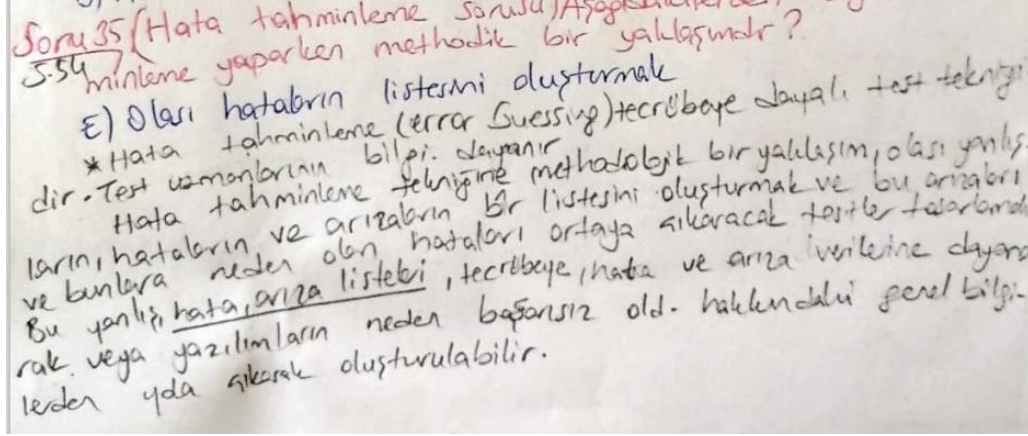 Soru 35 (Hata tahminleme sorusu) Aşağıdakilerden
S.54 minleme yaparken methodik bir yaklaşımdır?
E) Olası hataların listesini oluşturmak
* Hata tahminleme (error Guessing) tecrübeye dayalı test tekniği
dir. Test uzmanlarının bilgi. dayanır
Hata tahminleme tekniğine methodolojik bir yaklaşım, olası yanlış-
ların, hataların ve arızaların bir listesini oluşturmak ve bu arızaları
ve bunlara neden olan hataları ortaya çıkaracak testler tasarlamak
Bu yanlış, hata, arıza listeleri, tecrübeye, hata ve arıza verilerine dayana
rak veya yazılımların neden başarısız old. hakkındaki genel bilgi-
lerden yola çıkarak oluşturulabilir.